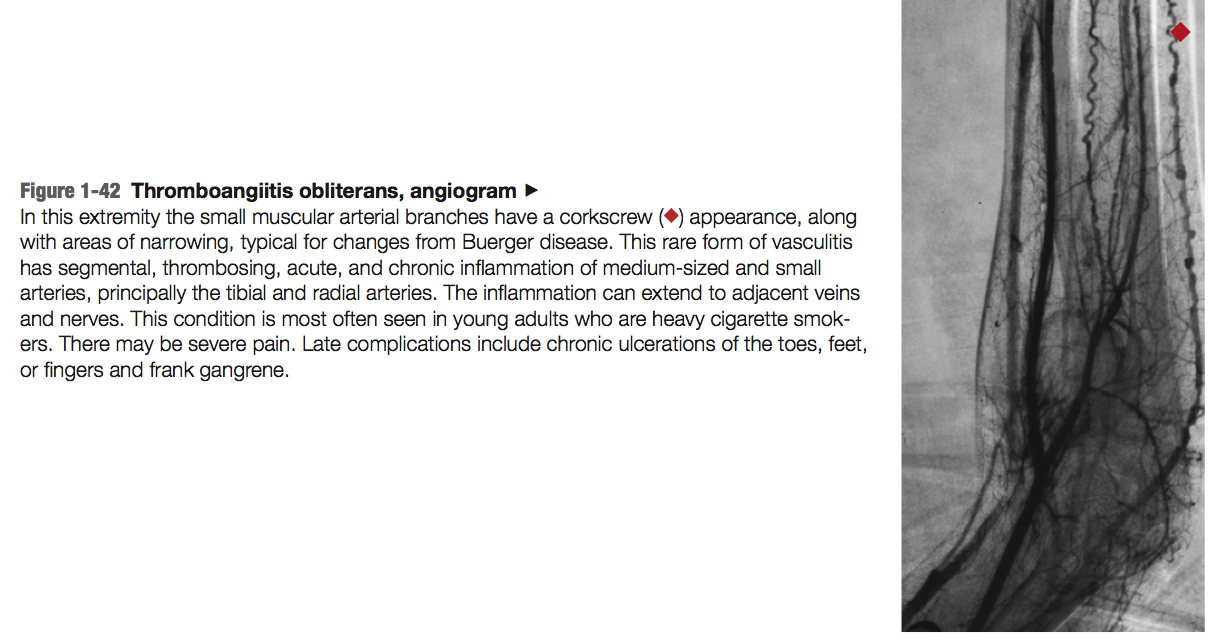 Figure 1-42 Thromboangiitis obliterans, angiogram ►
In this extremity the small muscular arterial branches have a corkscrew (◆) appearance, along
with areas of narrowing, typical for changes from Buerger disease. This rare form of vasculitis
has segmental, thrombosing, acute, and chronic inflammation of medium-sized and small
arteries, principally the tibial and radial arteries. The inflammation can extend to adjacent veins
and nerves. This condition is most often seen in young adults who are heavy cigarette smok-
ers. There may be severe pain. Late complications include chronic ulcerations of the toes, feet,
or fingers and frank gangrene.